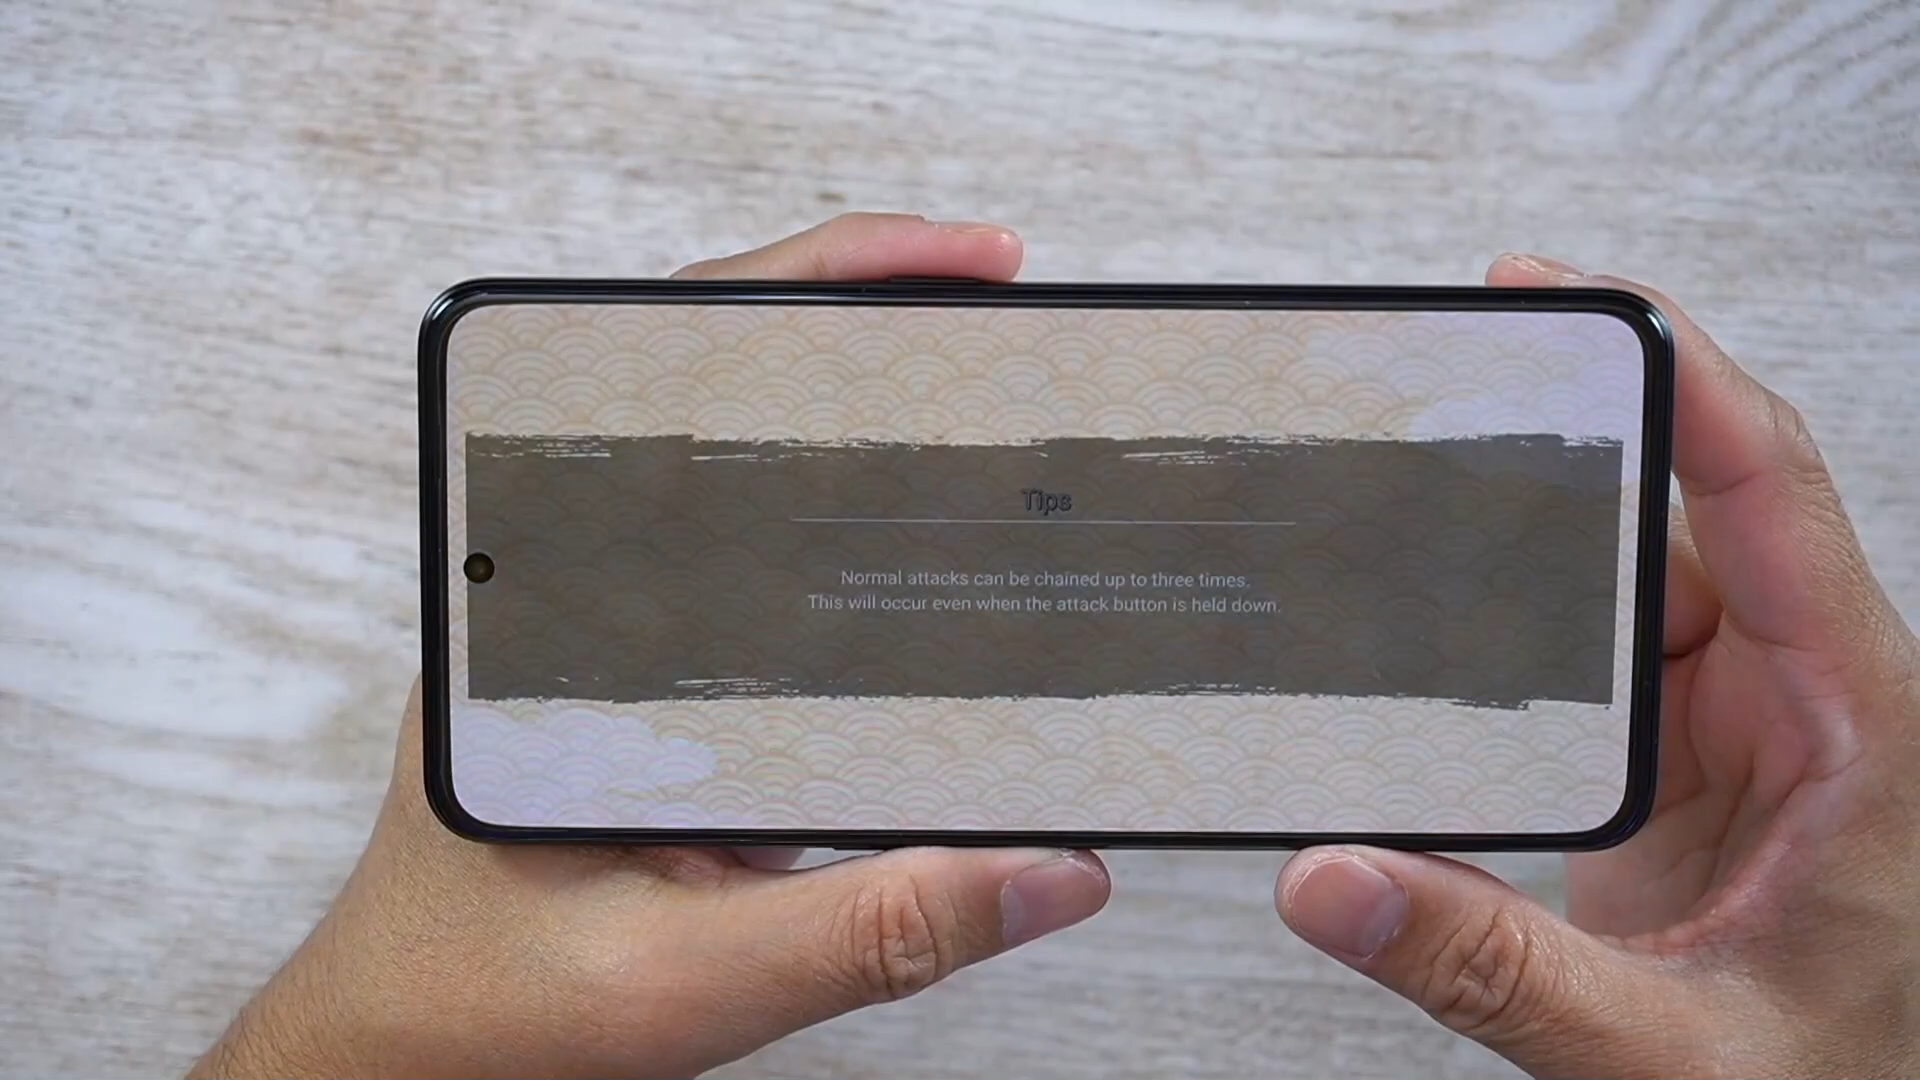 Tips
Normal attacks can be chained up to three times.
This will occur even when the attack button is held down.